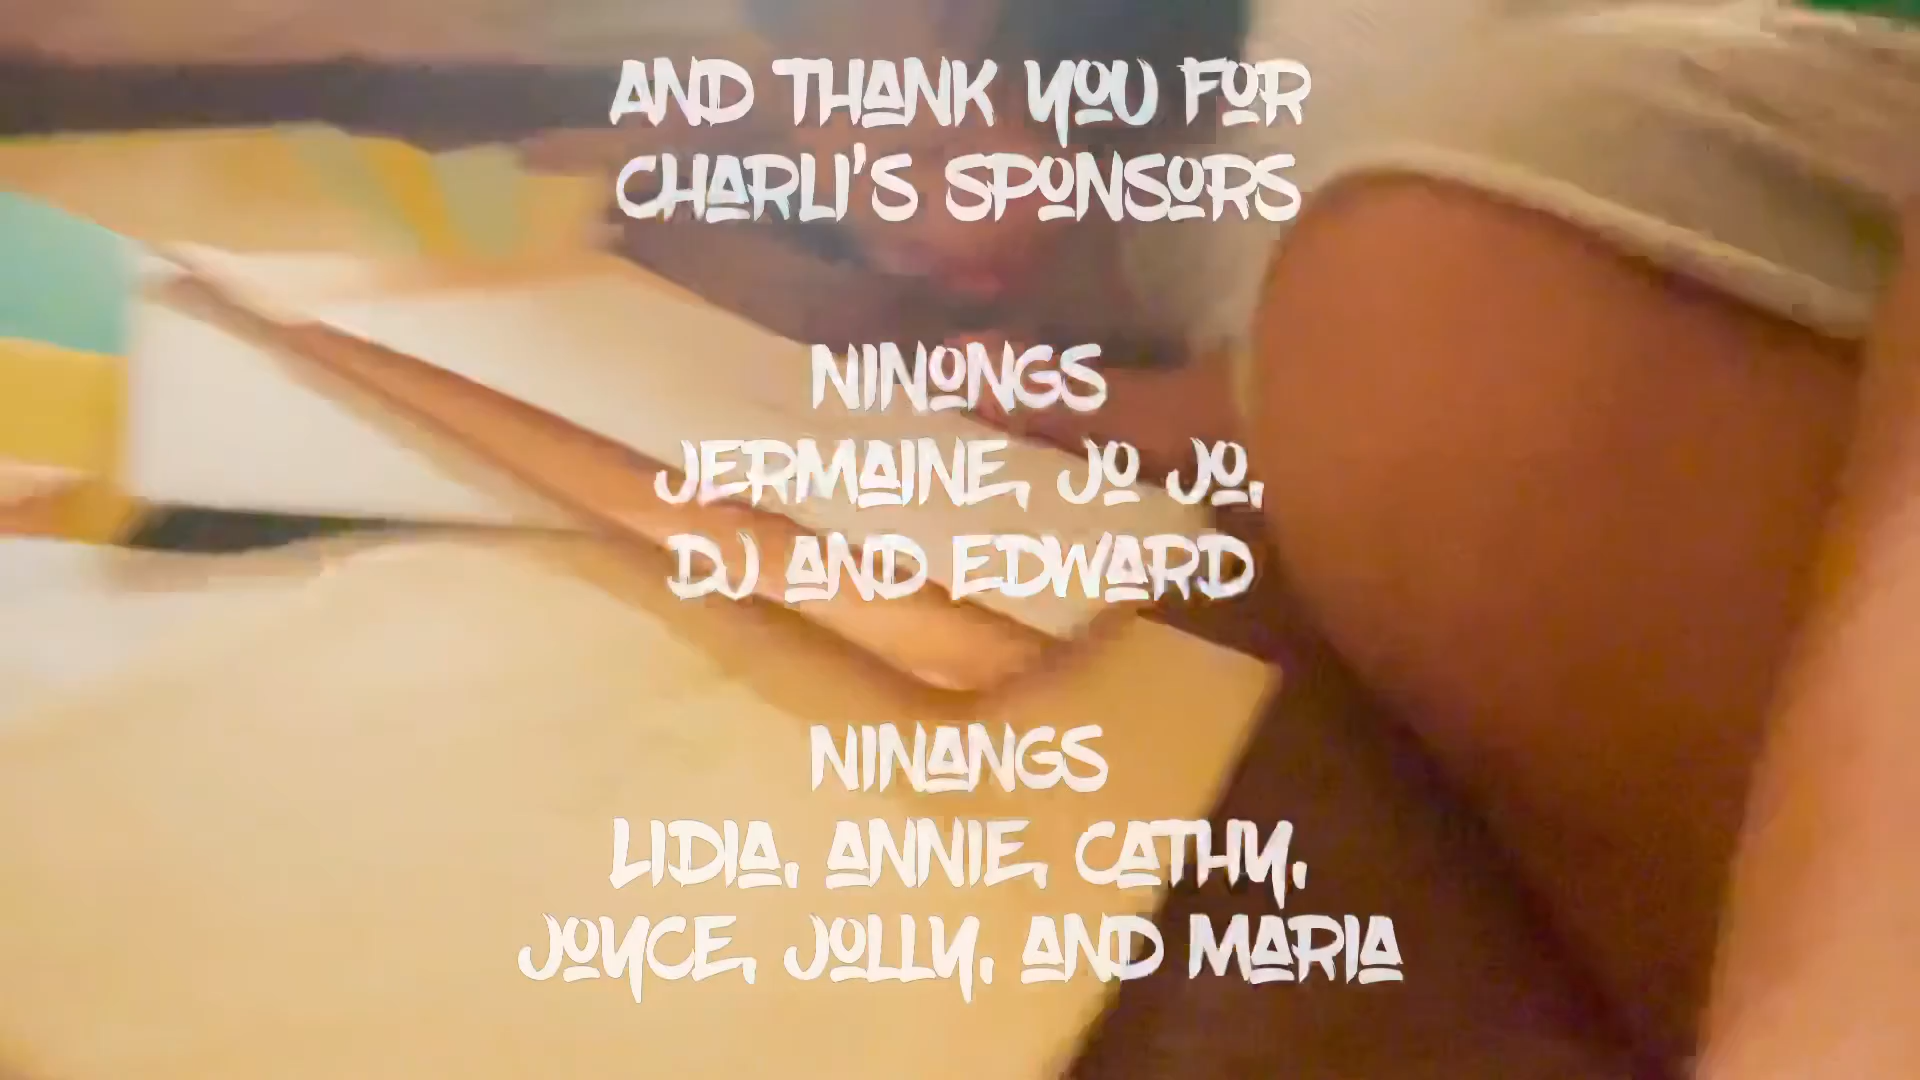 AND THANK YOU FOR
CHARLI'S SPONSORS
NINONGS
JERMAINE, JO JO,
DJ AND EDWARD
NINANGS
LIDIA, ANNIE, CATHY,
JOYCE, JOLLY, AND MARIA